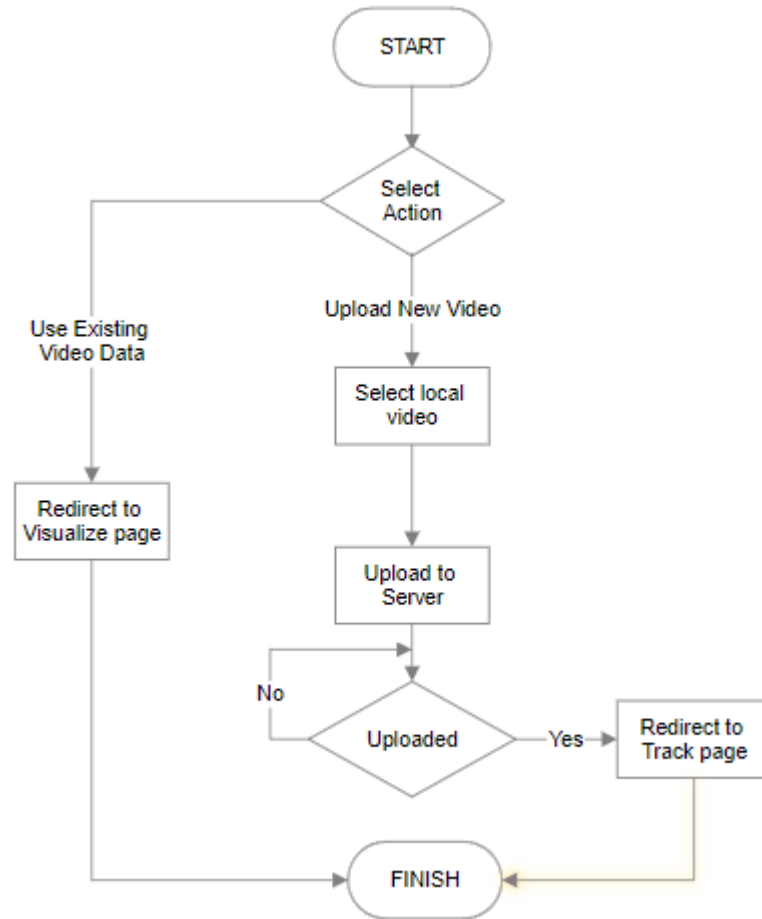 START
Select
Action
Upload New Video
Use Existing
Video Data
Select local
video
Redirect to
Visualize page
Upload to
Server
No
Uploaded
Yes
Redirect to
Track page
FINISH